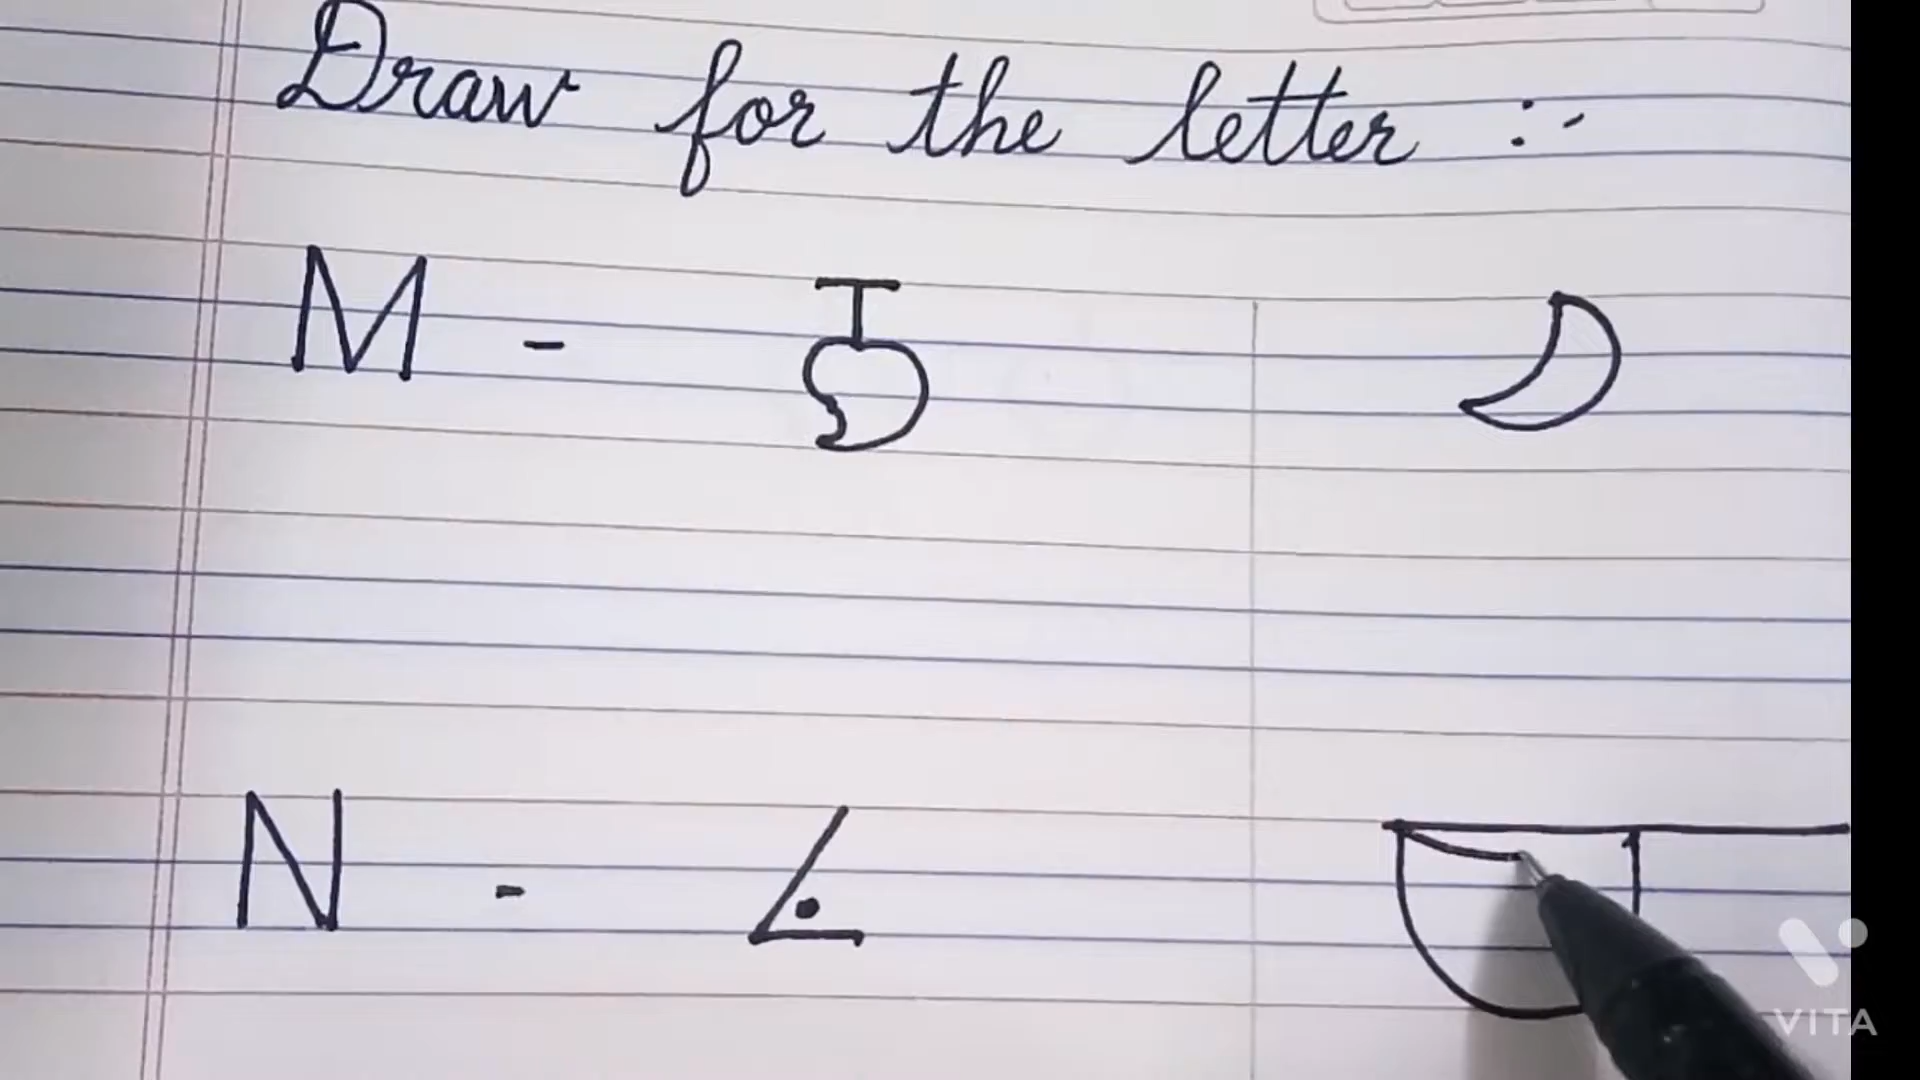 Draw for the letter :-
M -
N -
VITA